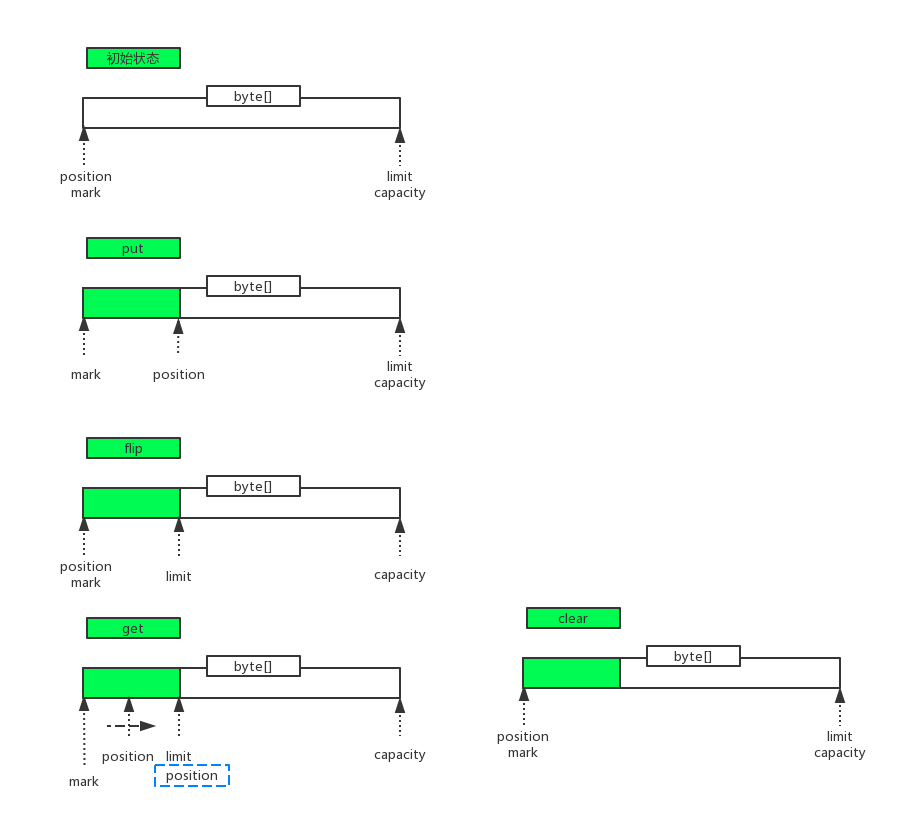 初始状态
byte[]
position
mark
limit
capacity
put
byte[]
mark
position
limit
capacity
flip
byte[]
position
mark
limit
capacity
get
byte[]
position
limit
capacity
mark
position
clear
byte[]
position
mark
limit
capacity